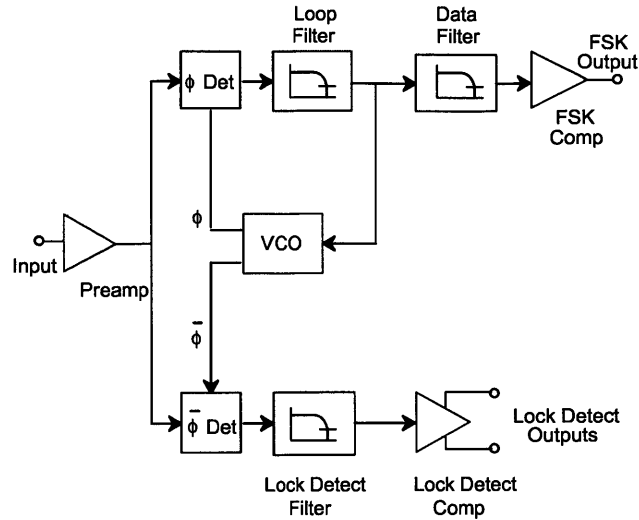 Loop
Filter
Data
Filter
FSK
Output
ϕ Det
FSK
Comp
ϕ
VCO
Input
Preamp
ϕ̄
ϕ̄ Det
Lock Detect
Outputs
Lock Detect
Filter
Lock Detect
Comp